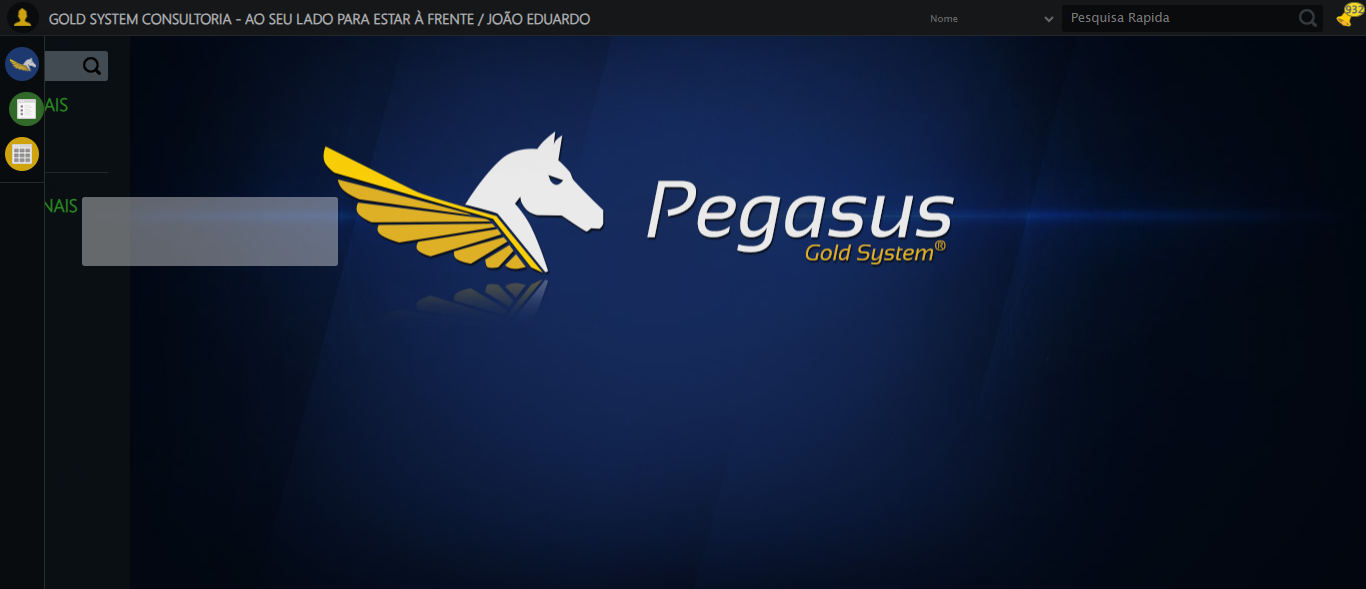 GOLD SYSTEM CONSULTORIA - AO SEU LADO PARA ESTAR À FRENTE / JOÃO EDUARDO
Nome
Pesquisa Rapida
932
AIS
NAIS
Pegasus
Gold System®